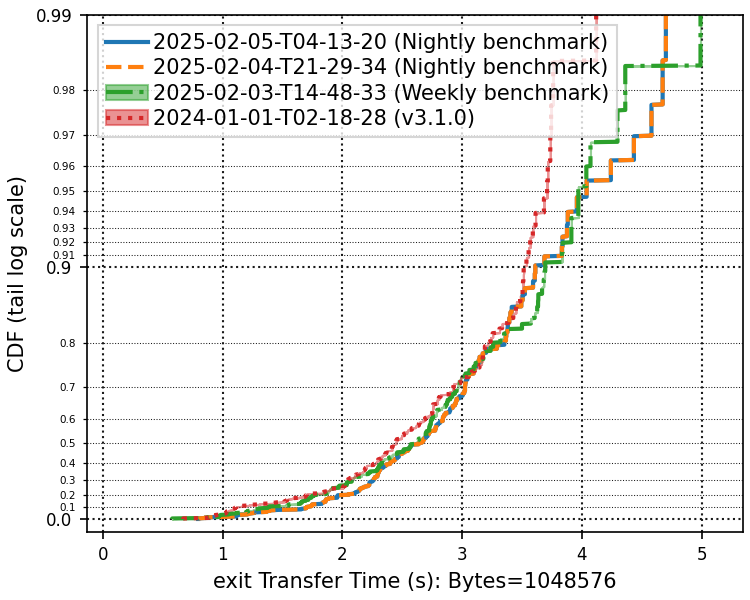 0.99
2025-02-05-T04-13-20 (Nightly benchmark)
2025-02-04-T21-29-34 (Nightly benchmark)
2025-02-03-T14-48-33 (Weekly benchmark)
2024-01-01-T02-18-28 (v3.1.0)
0.98
0.97
0.96
0.95
0.94
0.93
0.92
0.91
0.9
0.8
0.7
0.6
0.5
0.4
0.3
0.2
0.1
0.0
CDF (tail log scale)
0 1 2 3 4 5
exit Transfer Time (s): Bytes=1048576